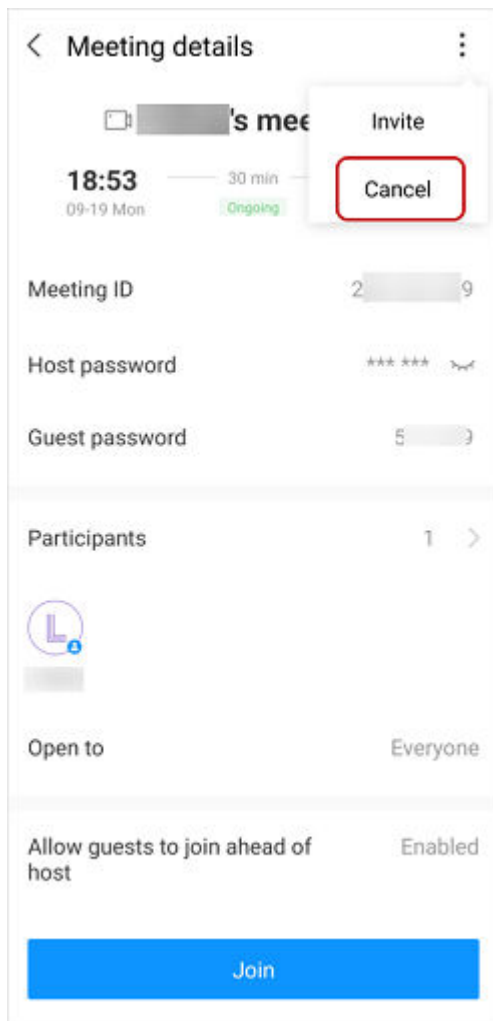 Meeting details
's mee
Invite
18:53
30 min
Cancel
09-19 Mon
Ongoing
Meeting ID
2 9
Host password
*** ***
Guest password
5 9
Participants
1
L
Open to
Everyone
Allow guests to join ahead of
host
Enabled
Join